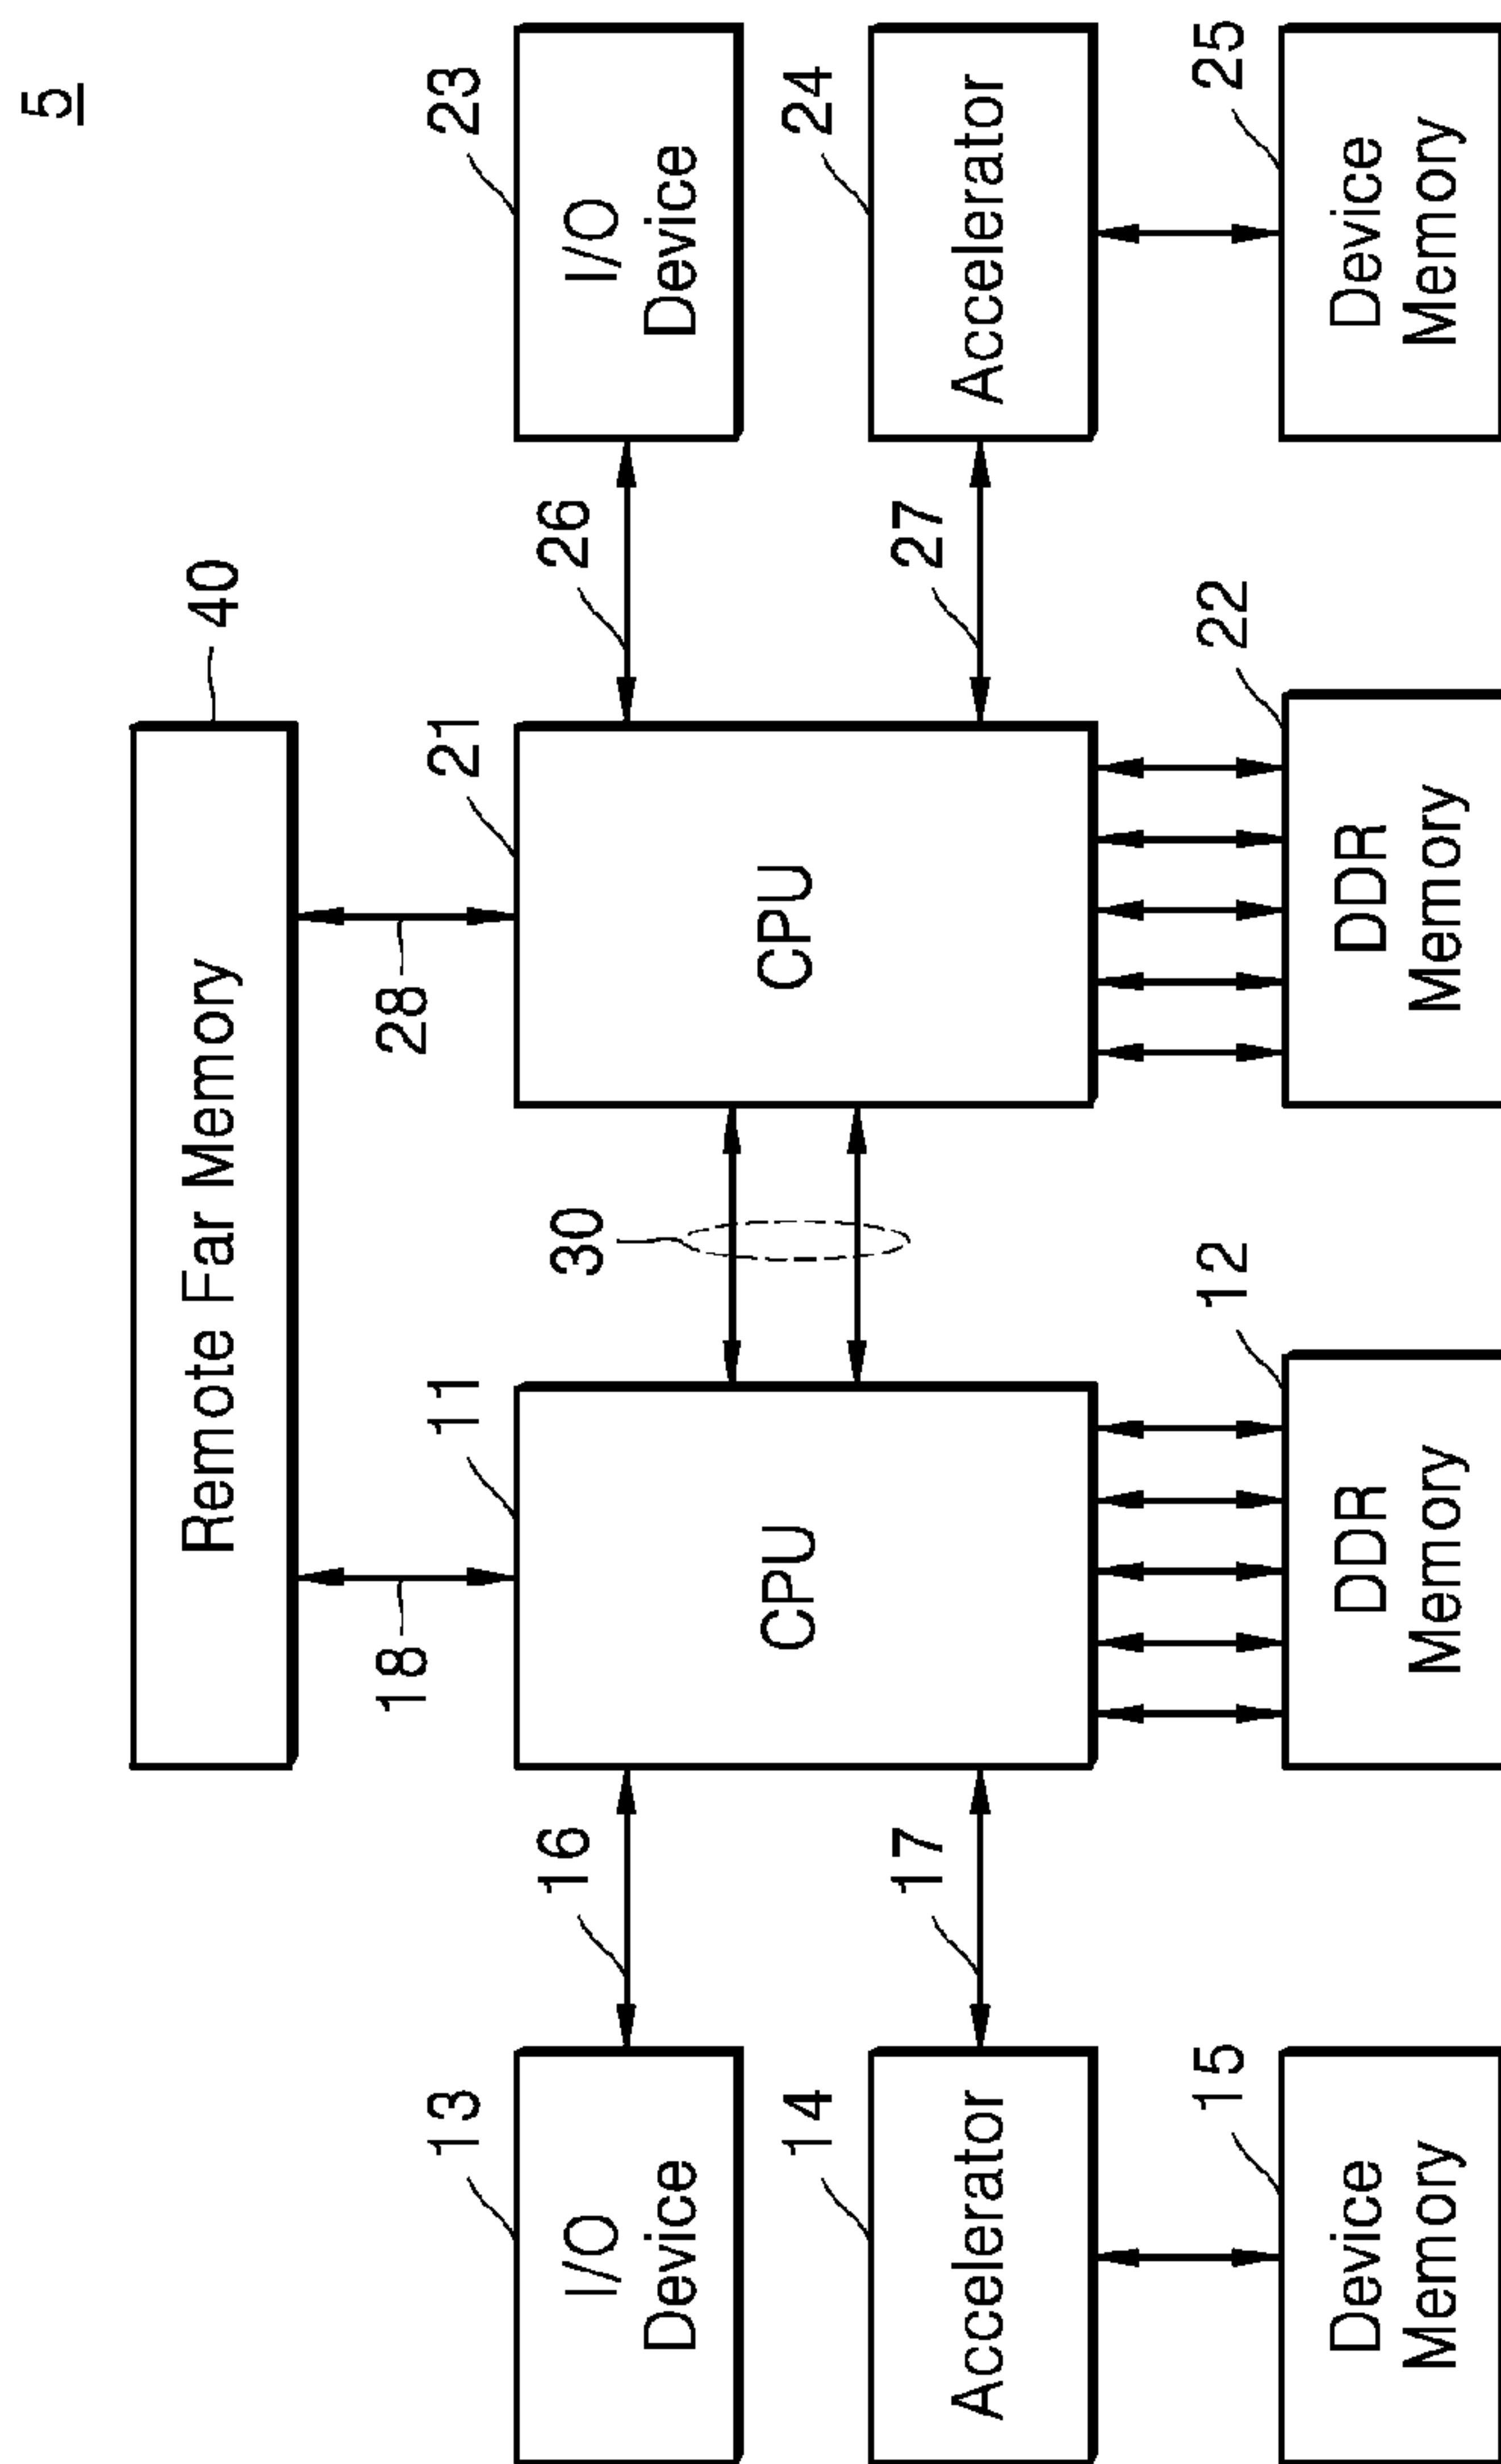 5
Remote Far Memory
40
18
28
13
I/O
Device
16
11
CPU
30
21
CPU
26
23
I/O
Device
14
Accelerator
17
27
24
Accelerator
15
Device
Memory
12
DDR
Memory
22
DDR
Memory
25
Device
Memory